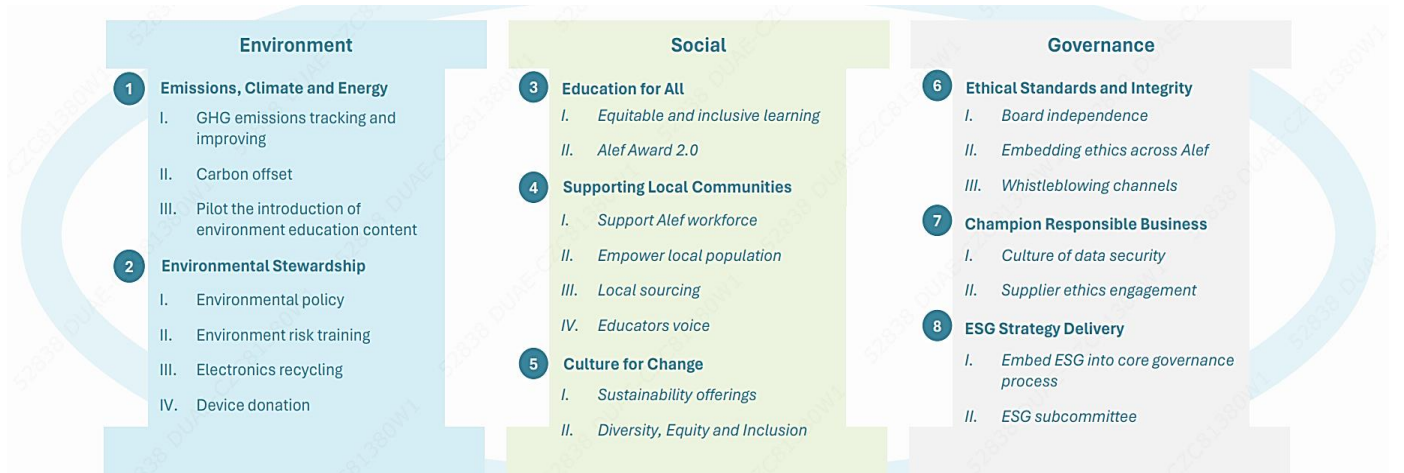 Environment
1 Emissions, Climate and Energy
I. GHG emissions tracking and
improving
II. Carbon offset
III. Pilot the introduction of
environment education content
2 Environmental Stewardship
I. Environmental policy
II. Environment risk training
III. Electronics recycling
IV. Device donation
Social
3 Education for All
I. Equitable and inclusive learning
II. Alef Award 2.0
4 Supporting Local Communities
I. Support Alef workforce
II. Empower local population
III. Local sourcing
IV. Educators voice
5 Culture for Change
I. Sustainability offerings
II. Diversity, Equity and Inclusion
Governance
6 Ethical Standards and Integrity
I. Board independence
II. Embedding ethics across Alef
III. Whistleblowing channels
7 Champion Responsible Business
I. Culture of data security
II. Supplier ethics engagement
8 ESG Strategy Delivery
I. Embed ESG into core governance
process
II. ESG subcommittee